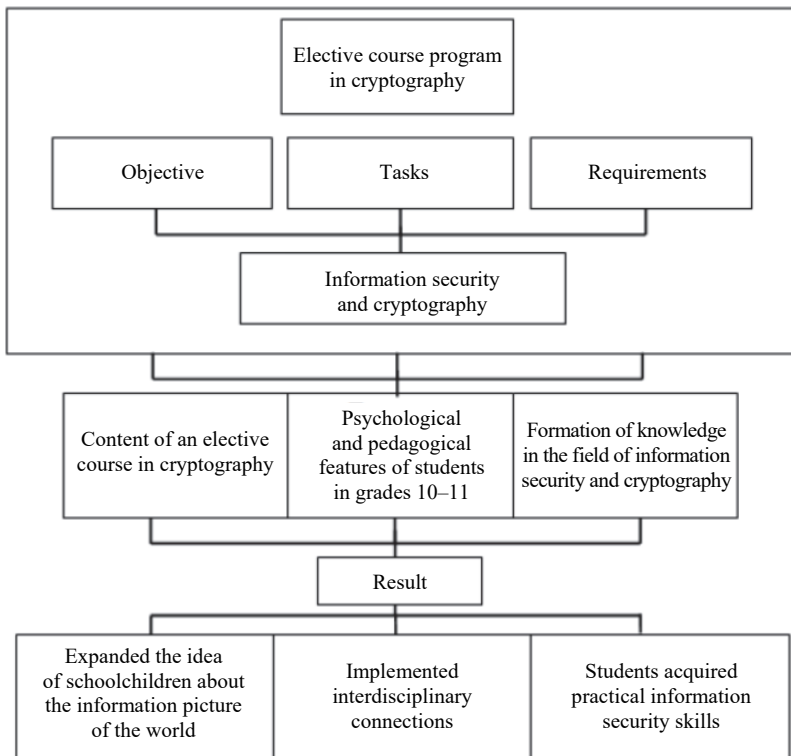 Elective course program
in cryptography
Objective
Tasks
Requirements
Information security
and cryptography
Content of an elective
course in cryptography
Psychological
and pedagogical
features of students
in grades 10–11
Formation of knowledge
in the field of information
security and cryptography
Result
Expanded the idea
of schoolchildren about
the information picture
of the world
Implemented
interdisciplinary
connections
Students acquired
practical information
security skills